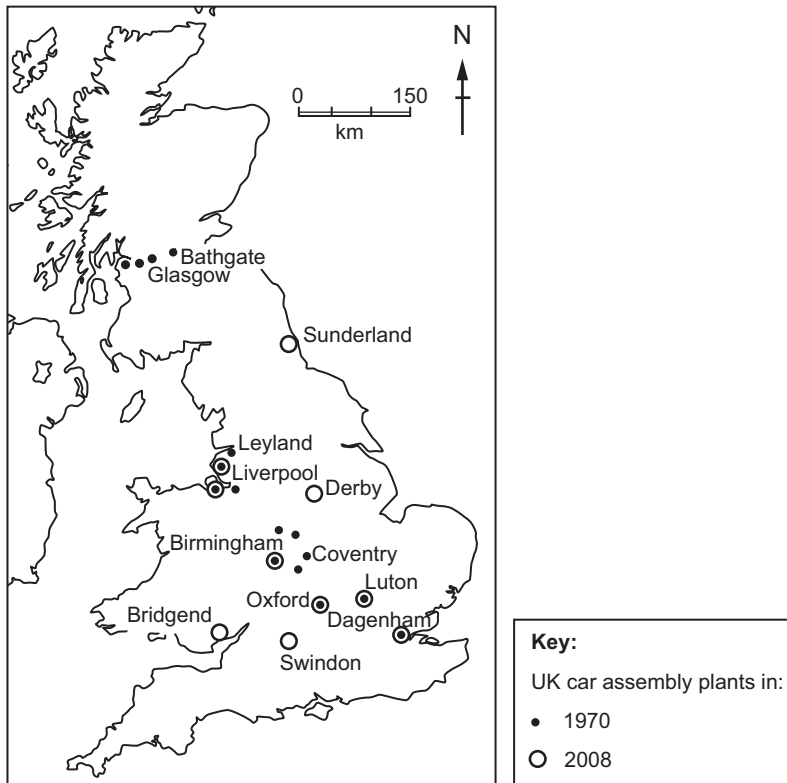 N
0 150
km
Bathgate
Glasgow
Sunderland
Leyland
Liverpool
Derby
Birmingham
Coventry
Luton
Oxford
Bridgend
Dagenham
Swindon
Key:
UK car assembly plants in:
1970
2008